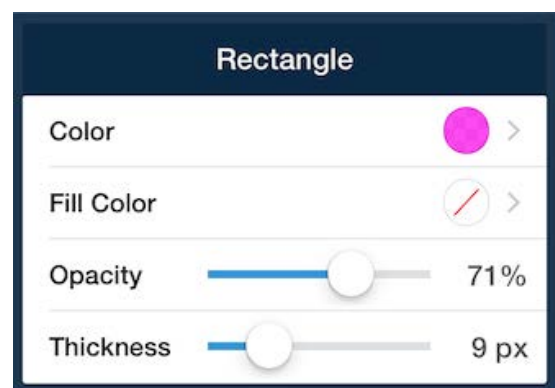 Rectangle
Color
Fill Color
Opacity 71%
Thickness 9 px